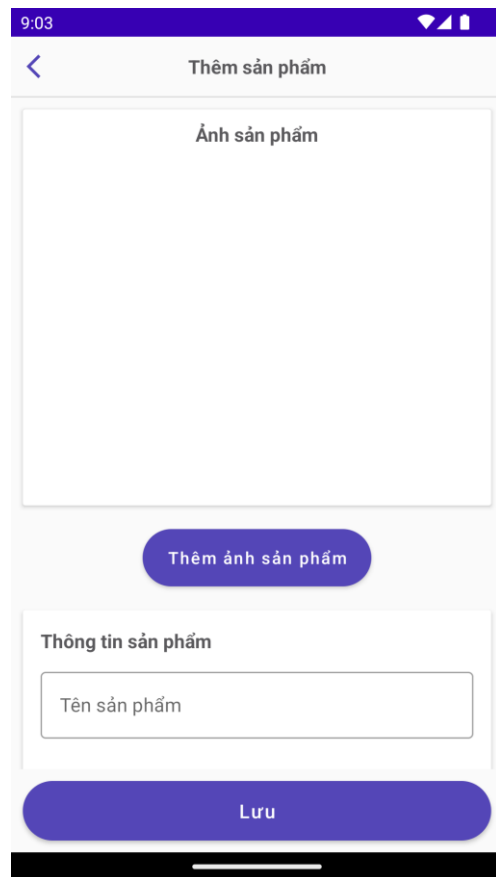 9:03
Thêm sản phẩm
Ảnh sản phẩm
Thêm ảnh sản phẩm
Thông tin sản phẩm
Tên sản phẩm
Lưu